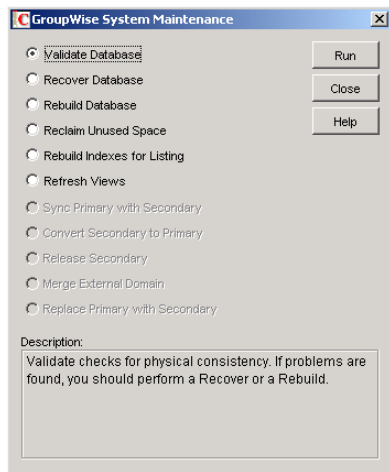 GroupWise System Maintenance
Validate Database
Run
Recover Database
Close
Rebuild Database
Help
Reclaim Unused Space
Rebuild Indexes for Listing
Refresh Views
Sync Primary with Secondary
Convert Secondary to Primary
Release Secondary
Merge External Domain
Replace Primary with Secondary
Description:
Validate checks for physical consistency. If problems are
found, you should perform a Recover or a Rebuild.